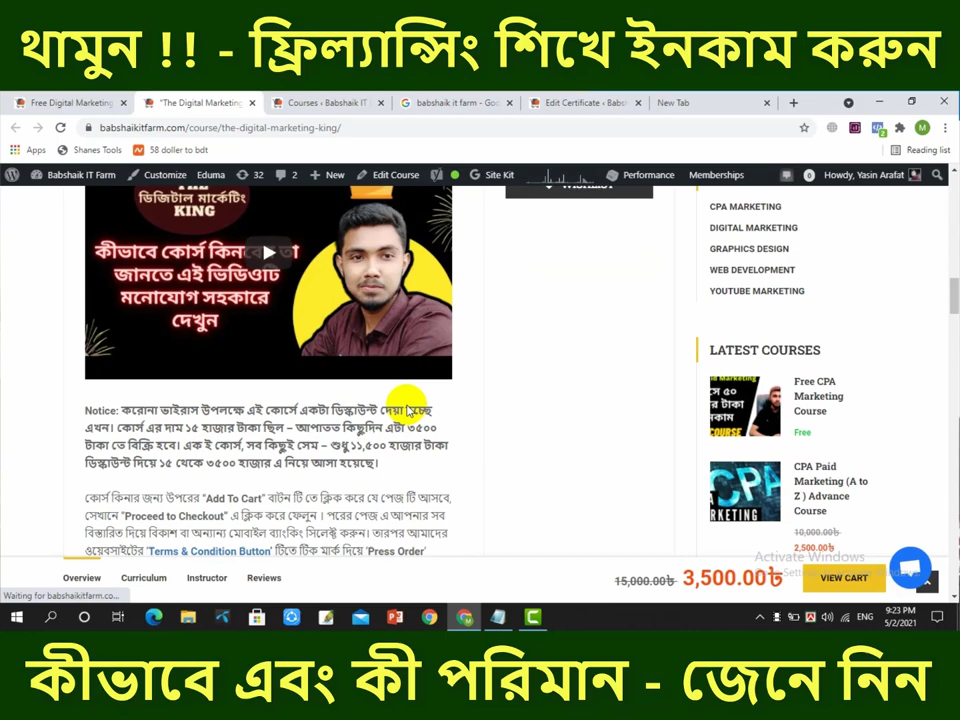 থামুন !! - ফ্রিল্যান্সিং শিখে ইনকাম করুন
Free Digital Marketing
"The Digital Marketing
Courses ‹ Babshaik IT
babshaik it farm - Goo
Edit Certificate ‹ Babsh
New Tab
babshaikitfarm.com/course/the-digital-marketing-king/
Apps
Shanes Tools
58 doller to bdt
Reading list
Babshaik IT Farm
Customize
Eduma
32
2
New
Edit Course
Site Kit
Performance
Memberships
0
Howdy, Yasin Arafat
ডিজিটাল মার্কেটিং
KING
কীভাবে কোর্স কিনবেন তা
জানতে এই ভিডিওটি
মনোযোগ সহকারে
দেখুন
WISHLIST
CPA MARKETING
DIGITAL MARKETING
GRAPHICS DESIGN
WEB DEVELOPMENT
YOUTUBE MARKETING
LATEST COURSES
Free CPA
Marketing
Course
Free
CPA Paid
Marketing (A to
Z ) Advance
Course
10,000.00৳
2,500.00৳
Notice: করোনা ভাইরাস উপলক্ষে এই কোর্সে একটা ডিস্কাউন্ট দেয়া হচ্ছে
এখন। কোর্স এর দাম ১৫ হাজার টাকা ছিল – আপাতত কিছুদিন এটা ৩৫০০
টাকা তে বিক্রি হবে। এক ই কোর্স, সব কিছুই সেম – শুধু ১১,৫০০ হাজার টাকা
ডিস্কাউন্ট দিয়ে ১৫ থেকে ৩৫০০ হাজার এ নিয়ে আসা হয়েছে।
কোর্স কিনার জন্য উপরের "Add To Cart" বাটন টি তে ক্লিক করে যে পেজ টি আসবে,
সেখানে "Proceed to Checkout" এ ক্লিক করে ফেলুন । পরের পেজ এ আপনার সব
বিস্তারিত দিয়ে বিকাশ বা অন্যান্য মোবাইল ব্যাংকিং সিলেক্ট করুন। তারপর আমাদের
ওয়েবসাইটের 'Terms & Condition Button' টিতে টিক মার্ক দিয়ে 'Press Order'
Activate Windows
Overview
Curriculum
Instructor
Reviews
15,000.00৳
3,500.00৳
VIEW CART
Waiting for babshaikitfarm.co...
ENG
9:23 PM
5/2/2021
কীভাবে এবং কী পরিমান - জেনে নিন